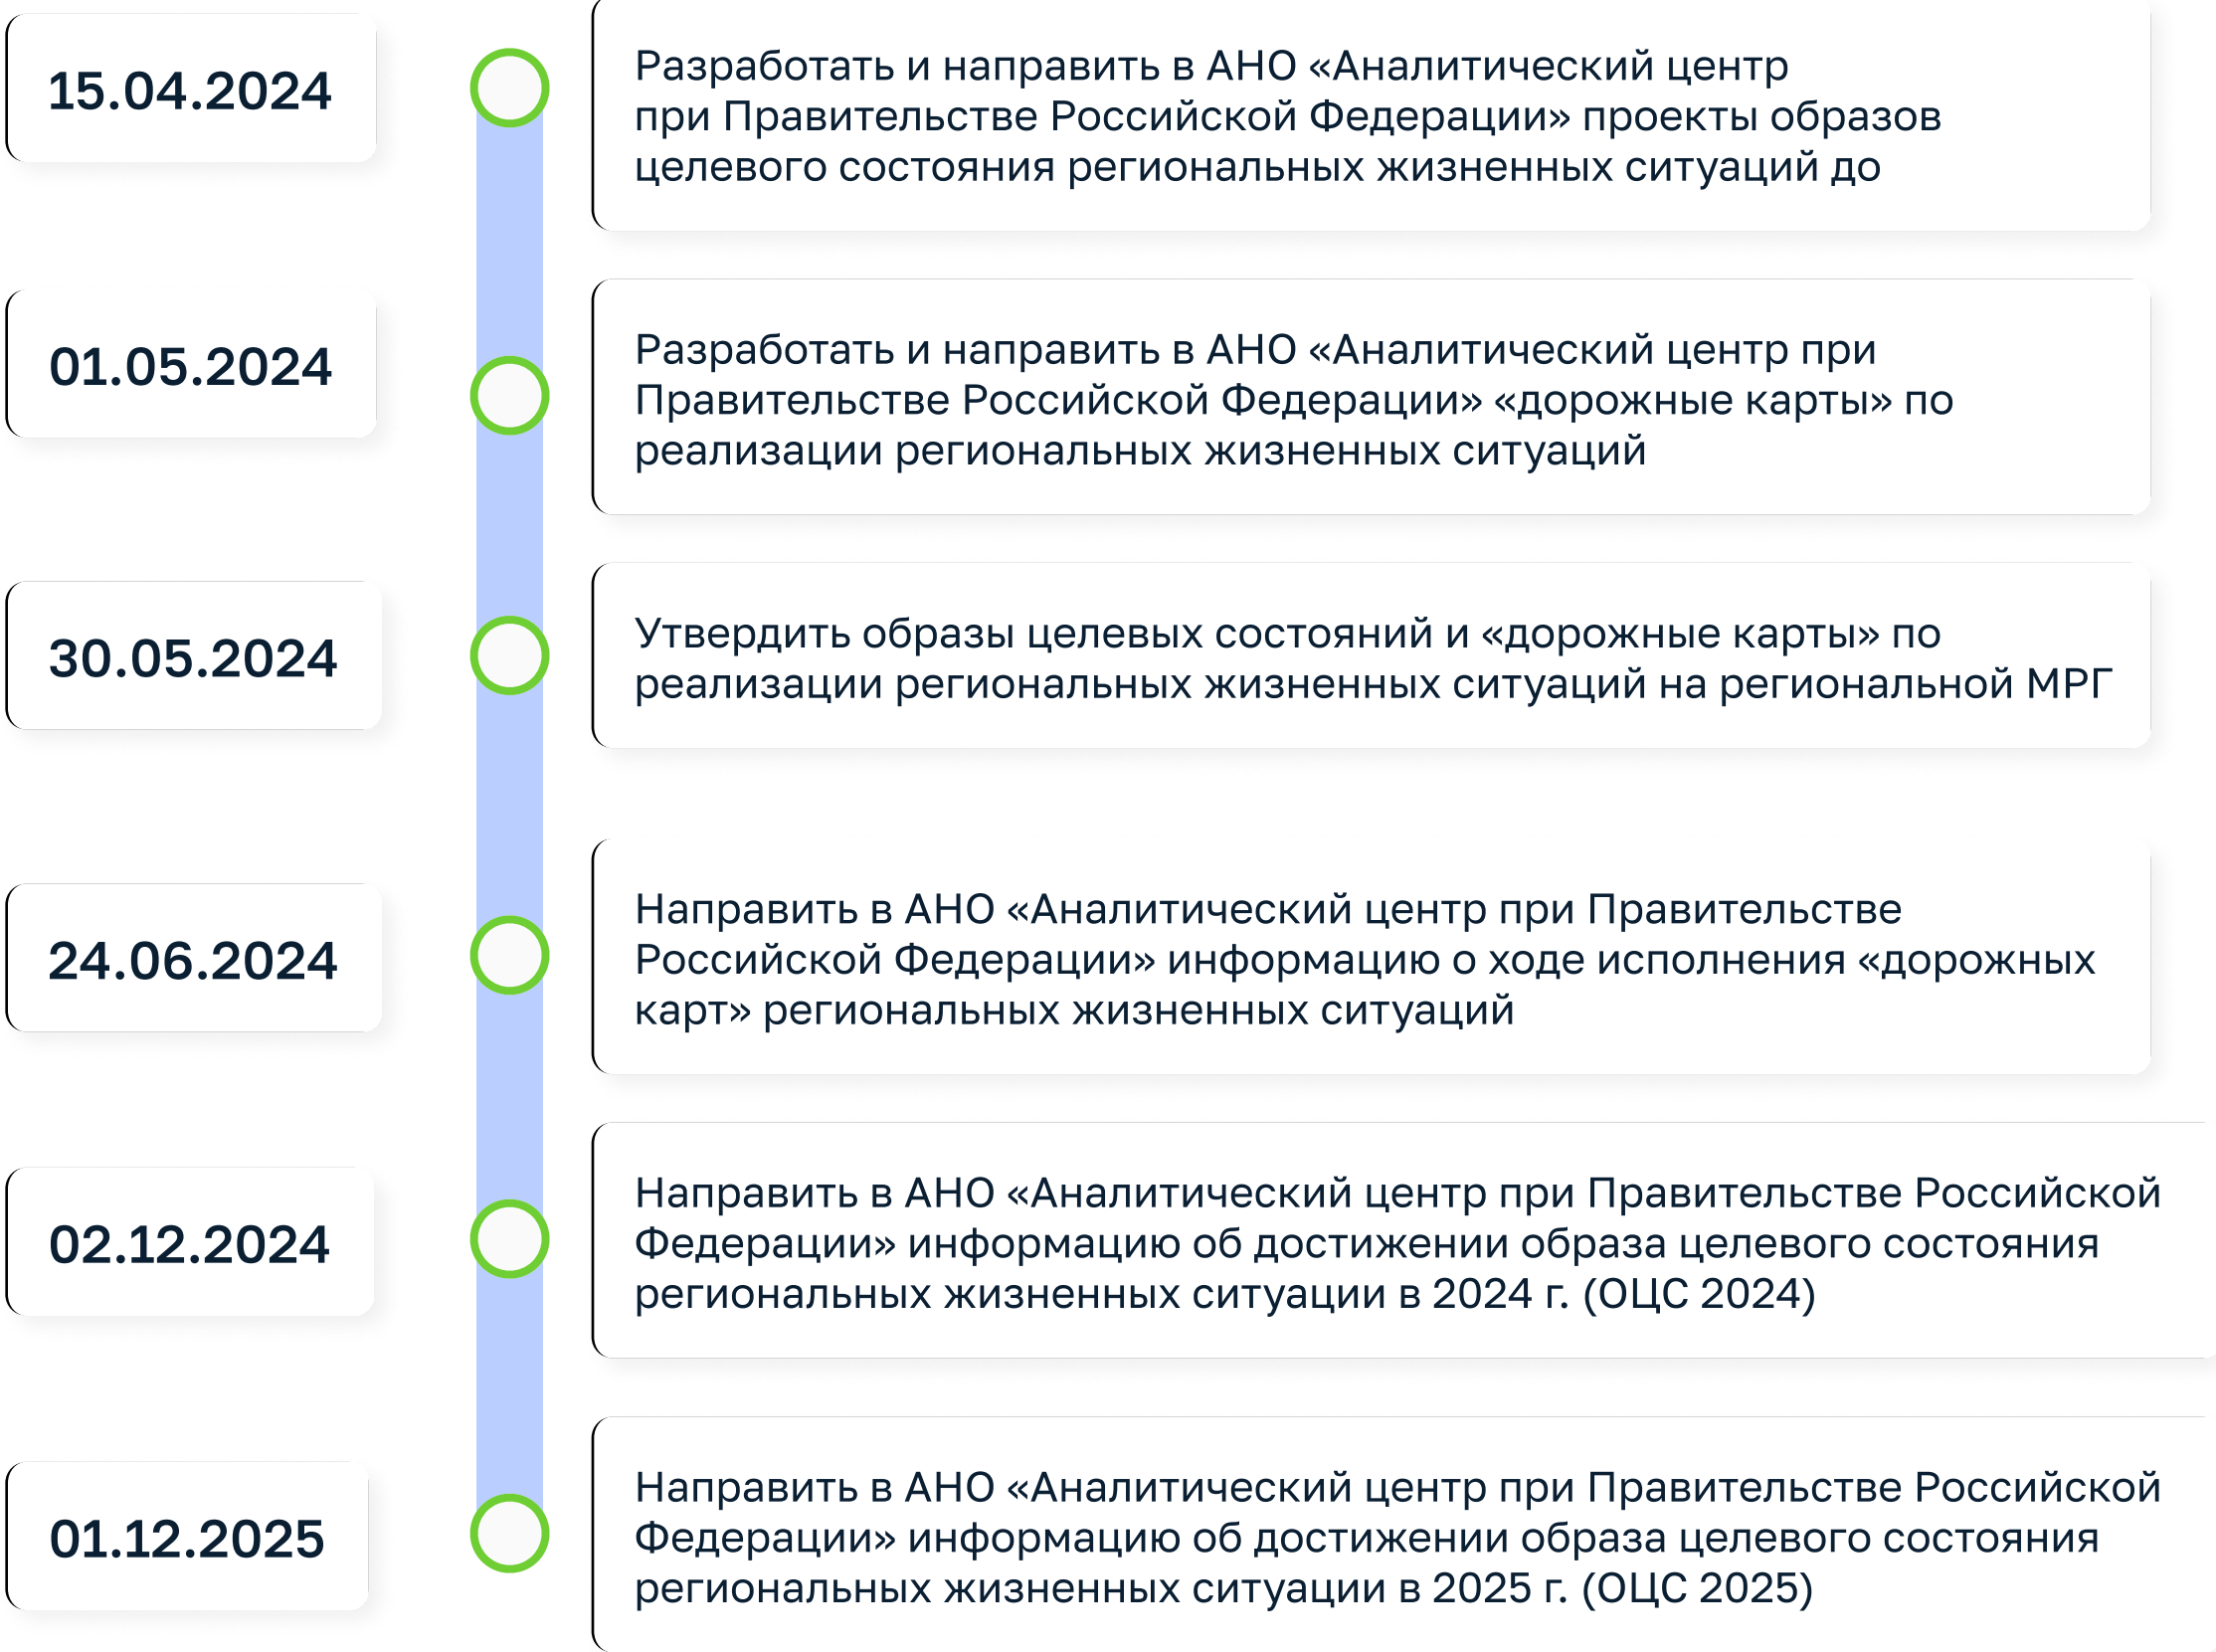 15.04.2024
Разработать и направить в АНО «Аналитический центр
при Правительстве Российской Федерации» проекты образов
целевого состояния региональных жизненных ситуаций до
01.05.2024
Разработать и направить в АНО «Аналитический центр при
Правительстве Российской Федерации» «дорожные карты» по
реализации региональных жизненных ситуаций
30.05.2024
Утвердить образы целевых состояний и «дорожные карты» по
реализации региональных жизненных ситуаций на региональной МРГ
24.06.2024
Направить в АНО «Аналитический центр при Правительстве
Российской Федерации» информацию о ходе исполнения «дорожных
карт» региональных жизненных ситуаций
02.12.2024
Направить в АНО «Аналитический центр при Правительстве Российской
Федерации» информацию об достижении образа целевого состояния
региональных жизненных ситуации в 2024 г. (ОЦС 2024)
01.12.2025
Направить в АНО «Аналитический центр при Правительстве Российской
Федерации» информацию об достижении образа целевого состояния
региональных жизненных ситуации в 2025 г. (ОЦС 2025)